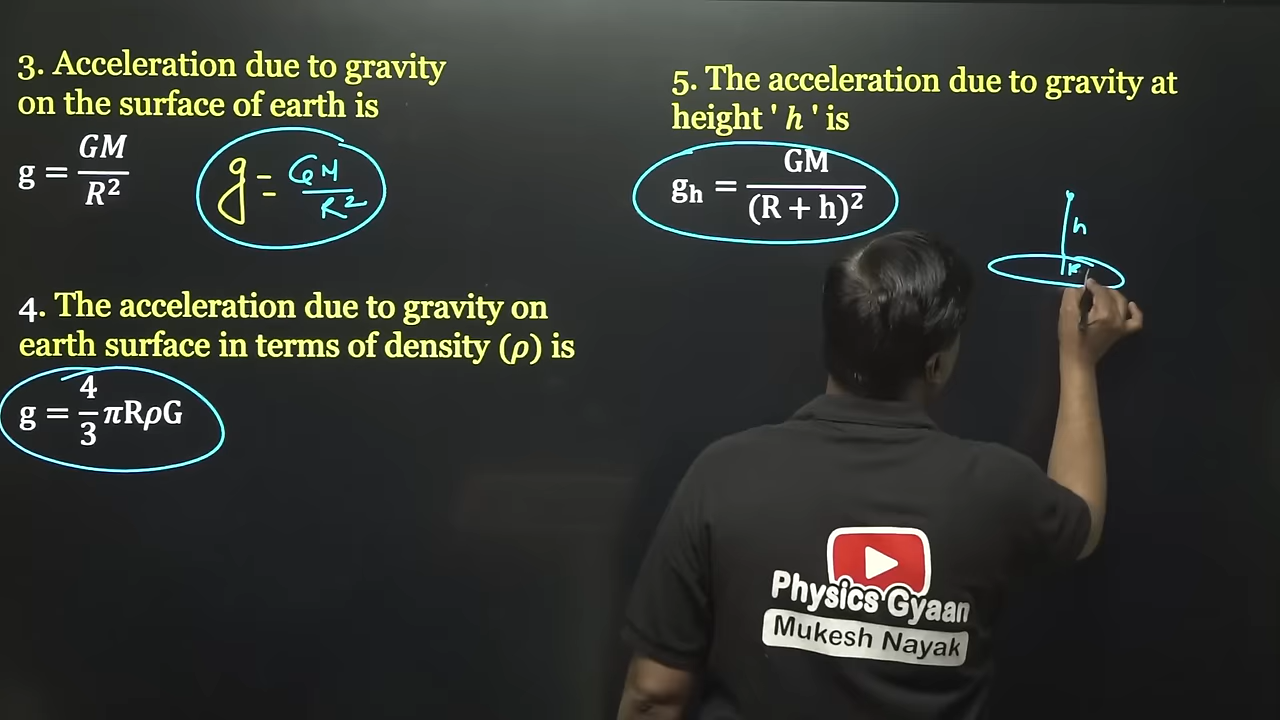 3. Acceleration due to gravity
on the surface of earth is
g = GM/R²
g = GM/R²
4. The acceleration due to gravity on
earth surface in terms of density (ρ) is
g = 4/3 πRρG
5. The acceleration due to gravity at
height ' h ' is
gₕ = GM/(R + h)²
h
R
Physics Gyaan
Mukesh Nayak